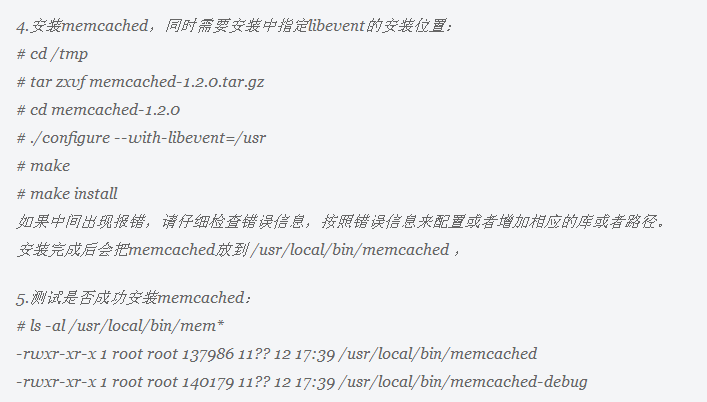 4.安装memcached，同时需要安装中指定libevent的安装位置：
# cd /tmp
# tar zxvf memcached-1.2.0.tar.gz
# cd memcached-1.2.0
# ./configure --with-libevent=/usr
# make
# make install
如果中间出现报错，请仔细检查错误信息，按照错误信息来配置或者增加相应的库或者路径。
安装完成后会把memcached放到 /usr/local/bin/memcached ，
5.测试是否成功安装memcached：
# ls -al /usr/local/bin/mem*
-rwxr-xr-x 1 root root 137986 11?? 12 17:39 /usr/local/bin/memcached
-rwxr-xr-x 1 root root 140179 11?? 12 17:39 /usr/local/bin/memcached-debug